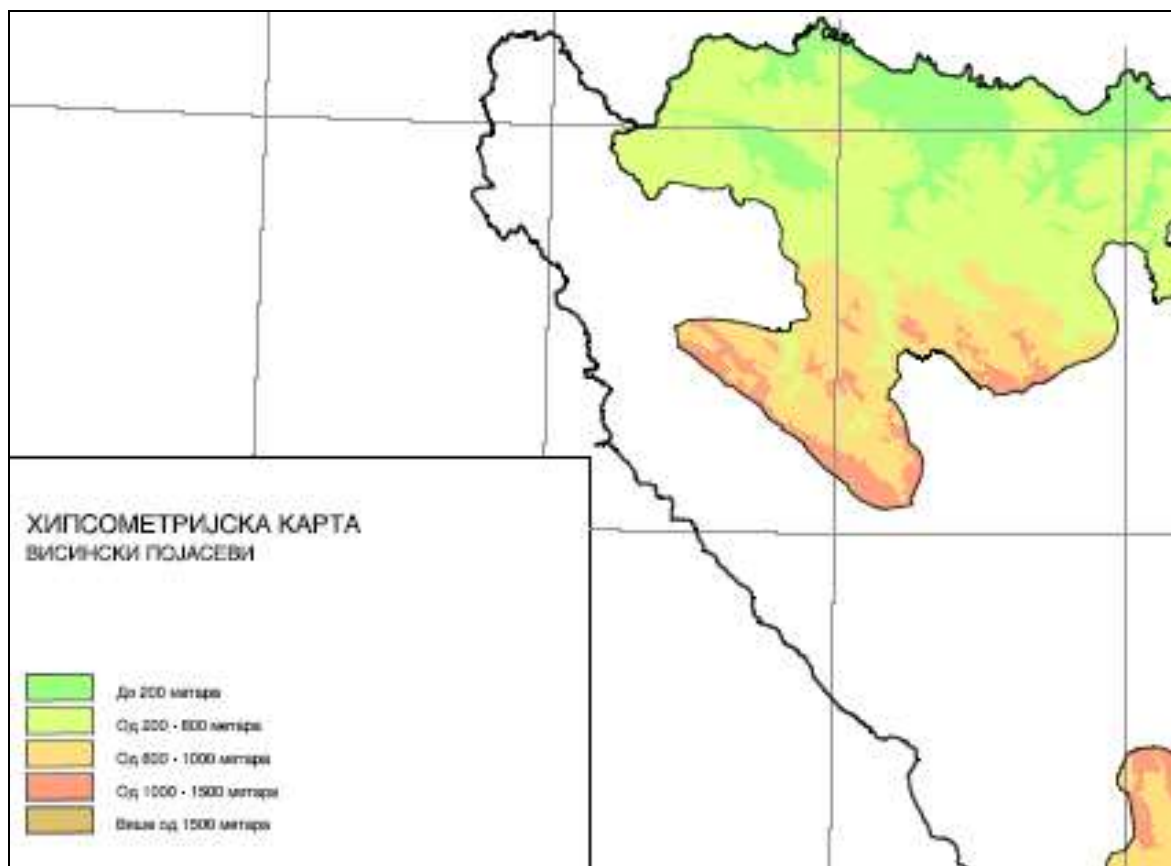 ХИПСОМЕТРИЈСКА КАРТА
ВИСИНСКИ ПОЈАСЕВИ
До 200 метара
Од 200 - 600 метара
Од 600 - 1000 метара
Од 1000 - 1500 метара
Више од 1500 метара